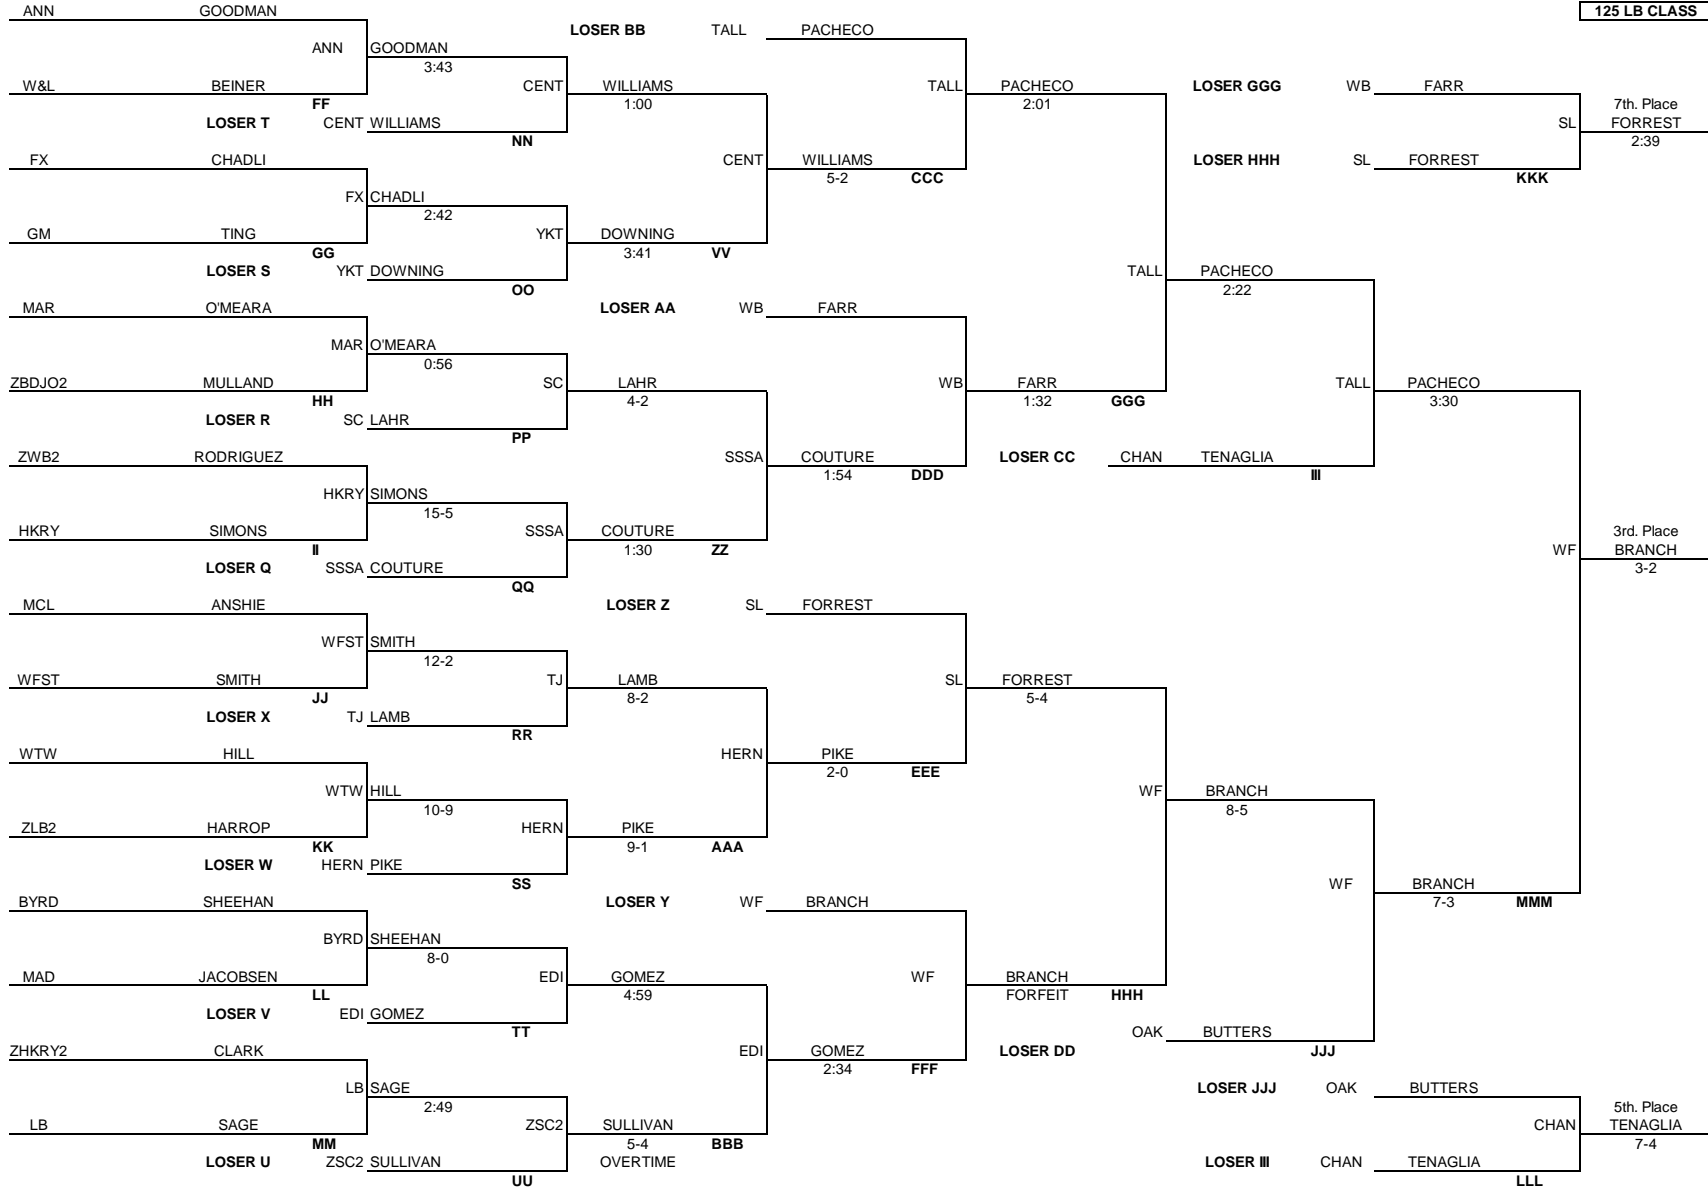 ANN GOODMAN 125 LB CLASS
LOSER BB TALL PACHECO
ANN GOODMAN
3:43
W&L BEINER CENT WILLIAMS TALL PACHECO LOSER GGG WB FARR
FF 1:00 2:01 7th. Place
LOSER T CENT WILLIAMS SL FORREST
NN 2:39
FX CHADLI CENT WILLIAMS LOSER HHH SL FORREST
5-2 CCC KKK
FX CHADLI
2:42
GM TING YKT DOWNING
GG 3:41 VV
LOSER S YKT DOWNING TALL PACHECO
OO 2:22
MAR O'MEARA LOSER AA WB FARR
MAR O'MEARA
0:56
ZBDJO2 MULLAND SC LAHR WB FARR TALL PACHECO
HH 4-2 1:32 GGG 3:30
LOSER R SC LAHR
PP
ZWB2 RODRIGUEZ SSSA COUTURE LOSER CC CHAN TENAGLIA
1:54 DDD III
HKRY SIMONS
15-5
HKRY SIMONS SSSA COUTURE 3rd. Place
II 1:30 ZZ WF BRANCH
LOSER Q SSSA COUTURE 3-2
QQ
MCL ANSHIE LOSER Z SL FORREST
WFST SMITH
12-2
WFST SMITH TJ LAMB SL FORREST
JJ 8-2 5-4
LOSER X TJ LAMB
RR
WTW HILL HERN PIKE
2-0 EEE
WTW HILL WF BRANCH
10-9 8-5
ZLB2 HARROP HERN PIKE
KK 9-1 AAA
LOSER W HERN PIKE
SS WF BRANCH
BYRD SHEEHAN LOSER Y WF BRANCH 7-3 MMM
BYRD SHEEHAN
8-0
MAD JACOBSEN EDI GOMEZ WF BRANCH
LL 4:59 FORFEIT HHH
LOSER V EDI GOMEZ
TT OAK BUTTERS
ZHKRY2 CLARK EDI GOMEZ LOSER DD JJJ
2:34 FFF
LB SAGE LOSER JJJ OAK BUTTERS
2:49 5th. Place
LB SAGE ZSC2 SULLIVAN CHAN TENAGLIA
MM 5-4 BBB 7-4
LOSER U ZSC2 SULLIVAN OVERTIME LOSER III CHAN TENAGLIA
UU LLL